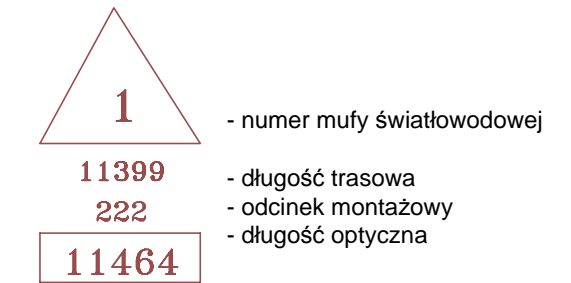 1
- numer mufy światłowodowej
11399
- długość trasowa
222
- odcinek montażowy
11464
- długość optyczna